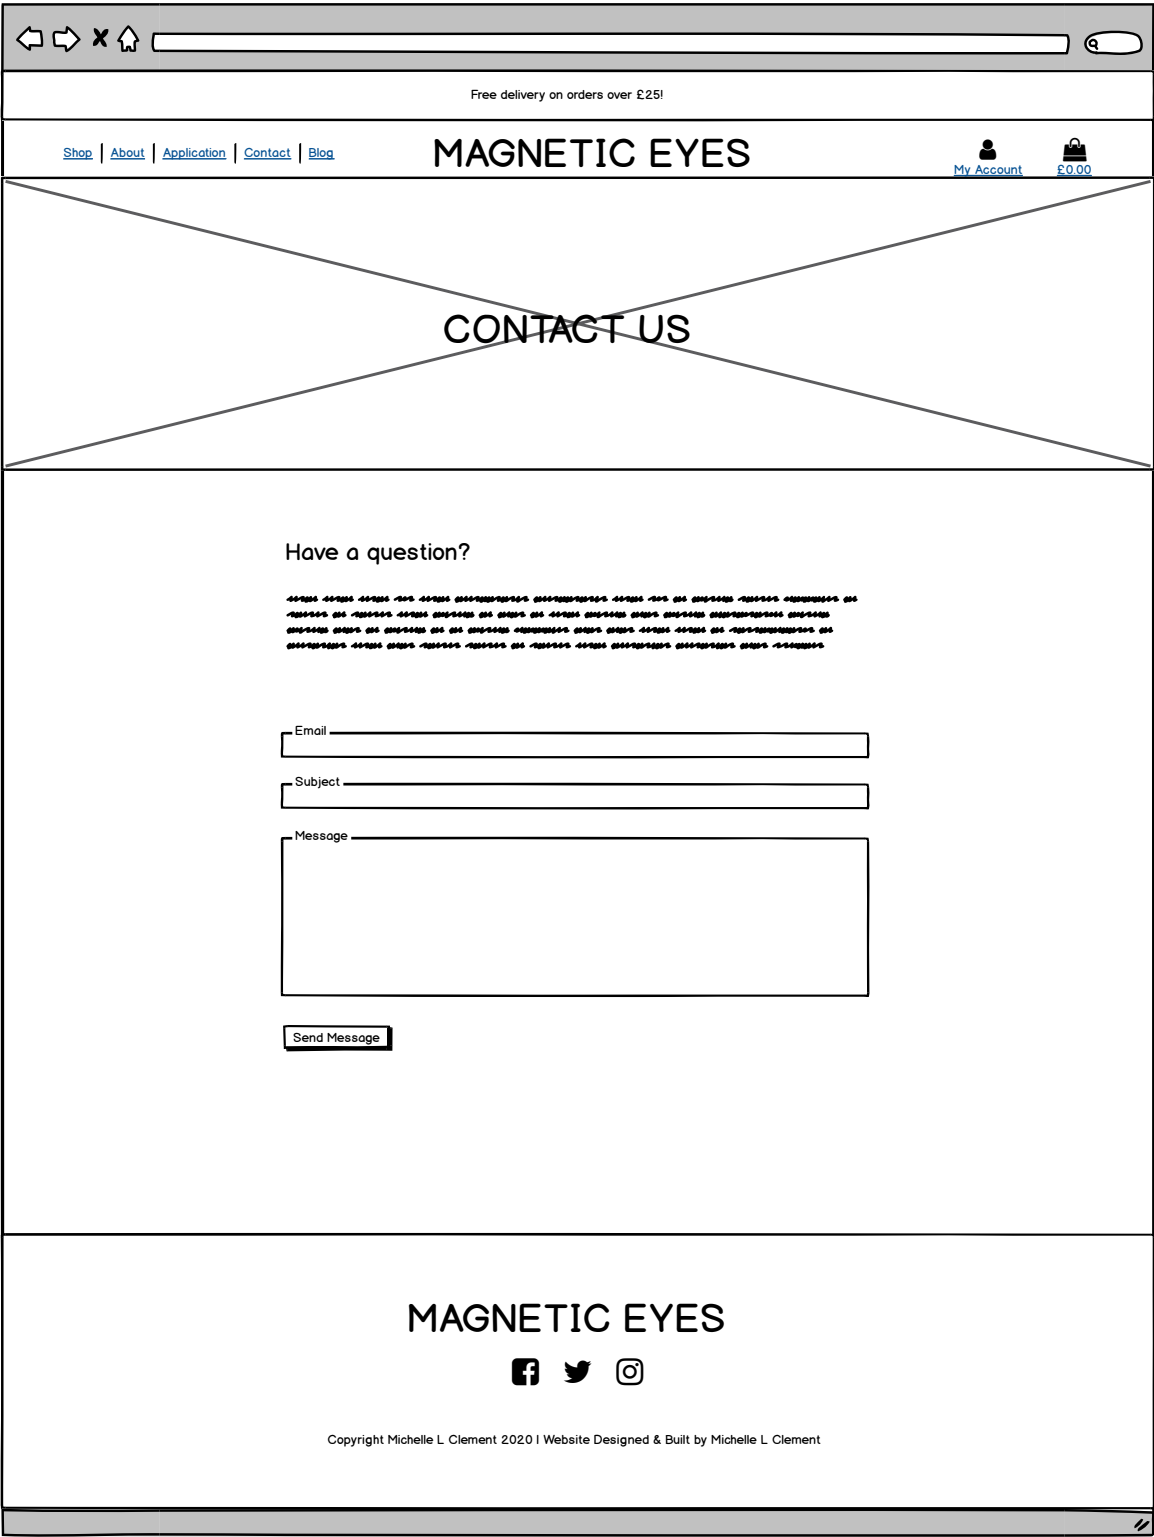 Free delivery on orders over £25!
Shop | About | Application | Contact | Blog
MAGNETIC EYES
My Account
£0.00
CONTACT US
Have a question?
Email
Subject
Message
Send Message
MAGNETIC EYES
Copyright Michelle L Clement 2020 | Website Designed & Built by Michelle L Clement